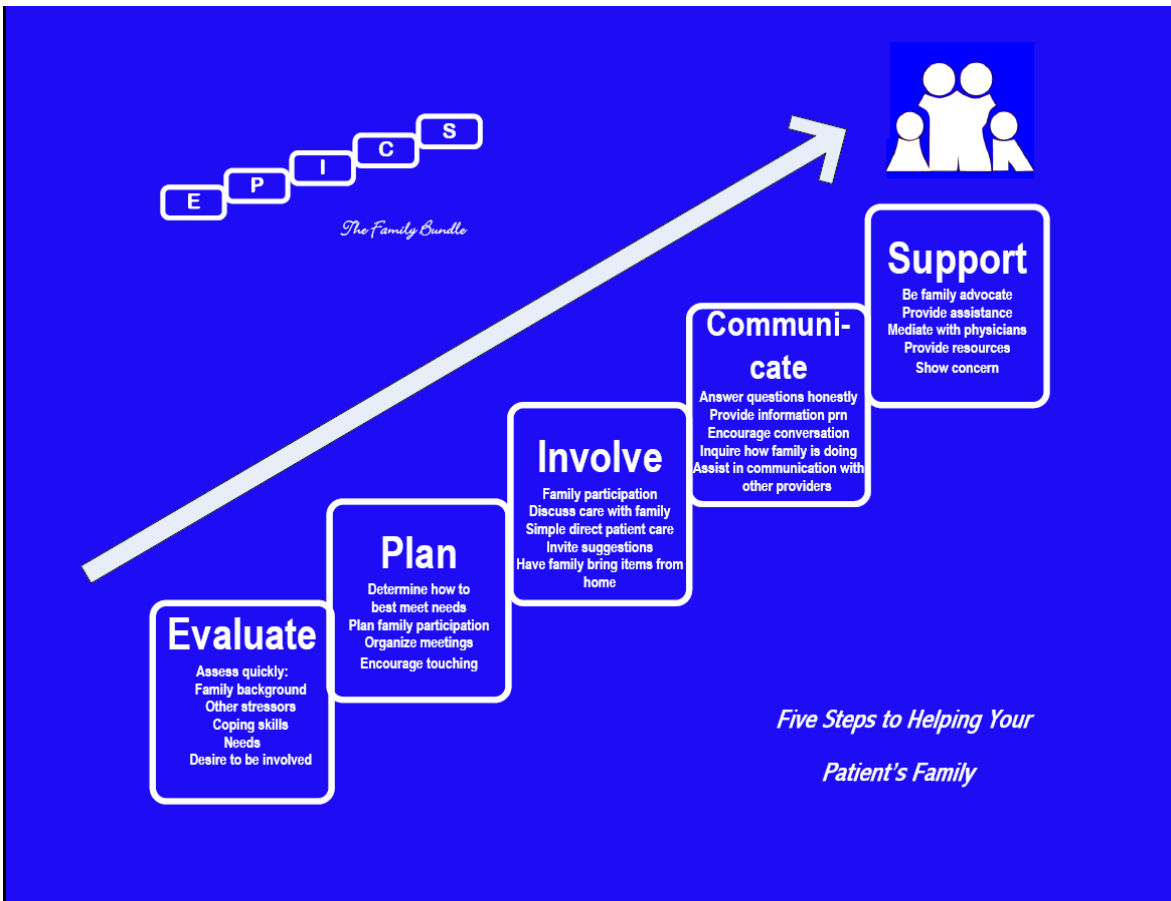 E P I C S
The Family Bundle
Evaluate
Assess quickly:
Family background
Other stressors
Coping skills
Needs
Desire to be involved
Plan
Determine how to
best meet needs
Plan family participation
Organize meetings
Encourage touching
Involve
Family participation
Discuss care with family
Simple direct patient care
Invite suggestions
Have family bring items from
home
Communi-
cate
Answer questions honestly
Provide information prn
Encourage conversation
Inquire how family is doing
Assist in communication with
other providers
Support
Be family advocate
Provide assistance
Mediate with physicians
Provide resources
Show concern
Five Steps to Helping Your
Patient's Family